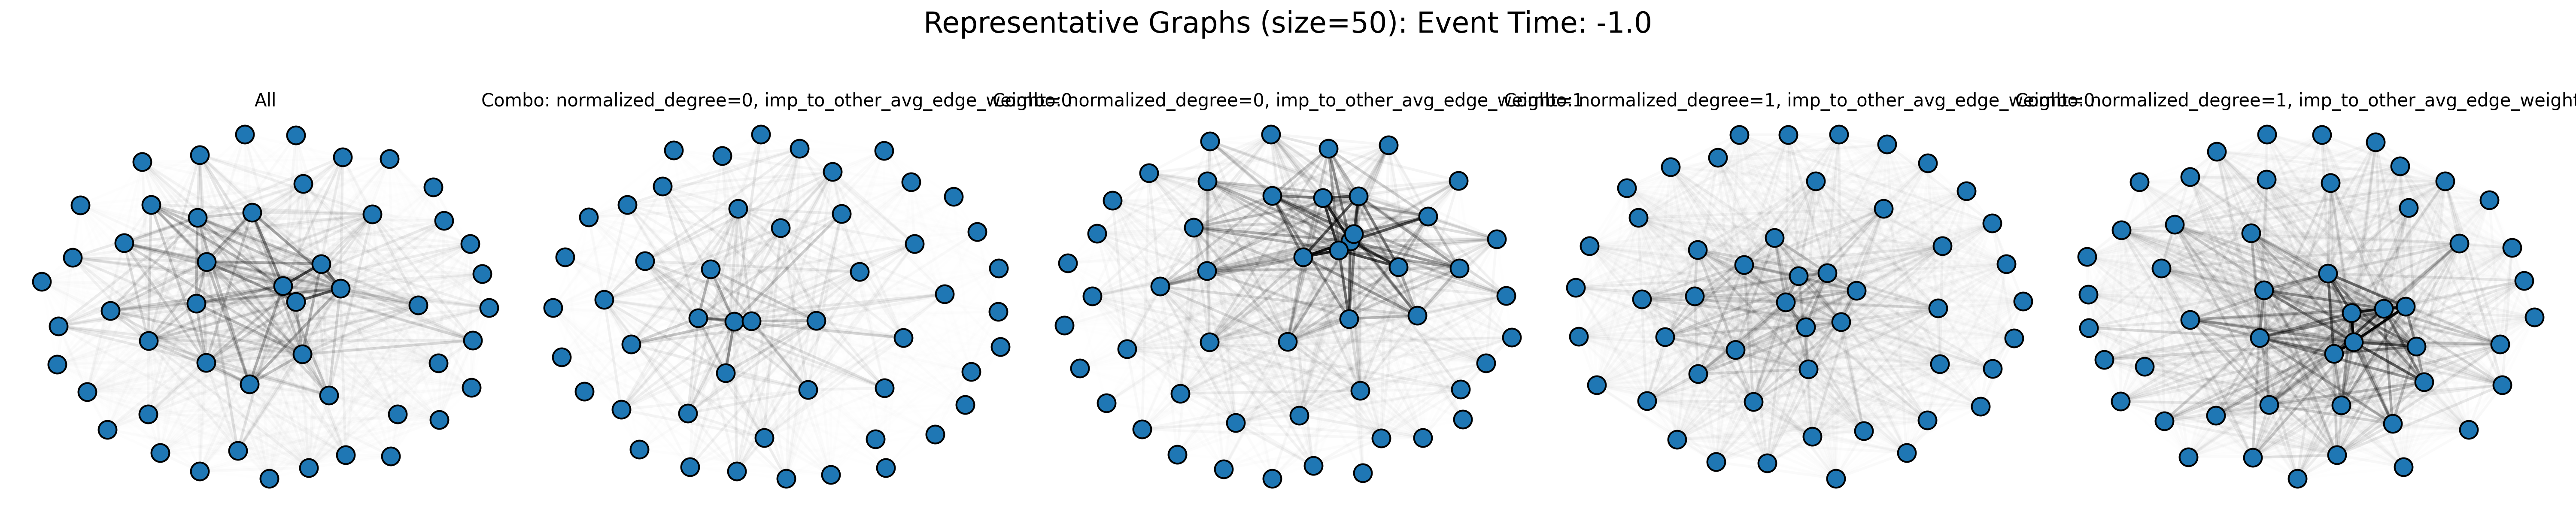 Representative Graphs (size=50): Event Time: -1.0
All
Combo: normalized_degree=0, imp_to_other_avg_edge_weight=0
Combo: normalized_degree=0, imp_to_other_avg_edge_weight=1
Combo: normalized_degree=1, imp_to_other_avg_edge_weight=0
Combo: normalized_degree=1, imp_to_other_avg_edge_weight